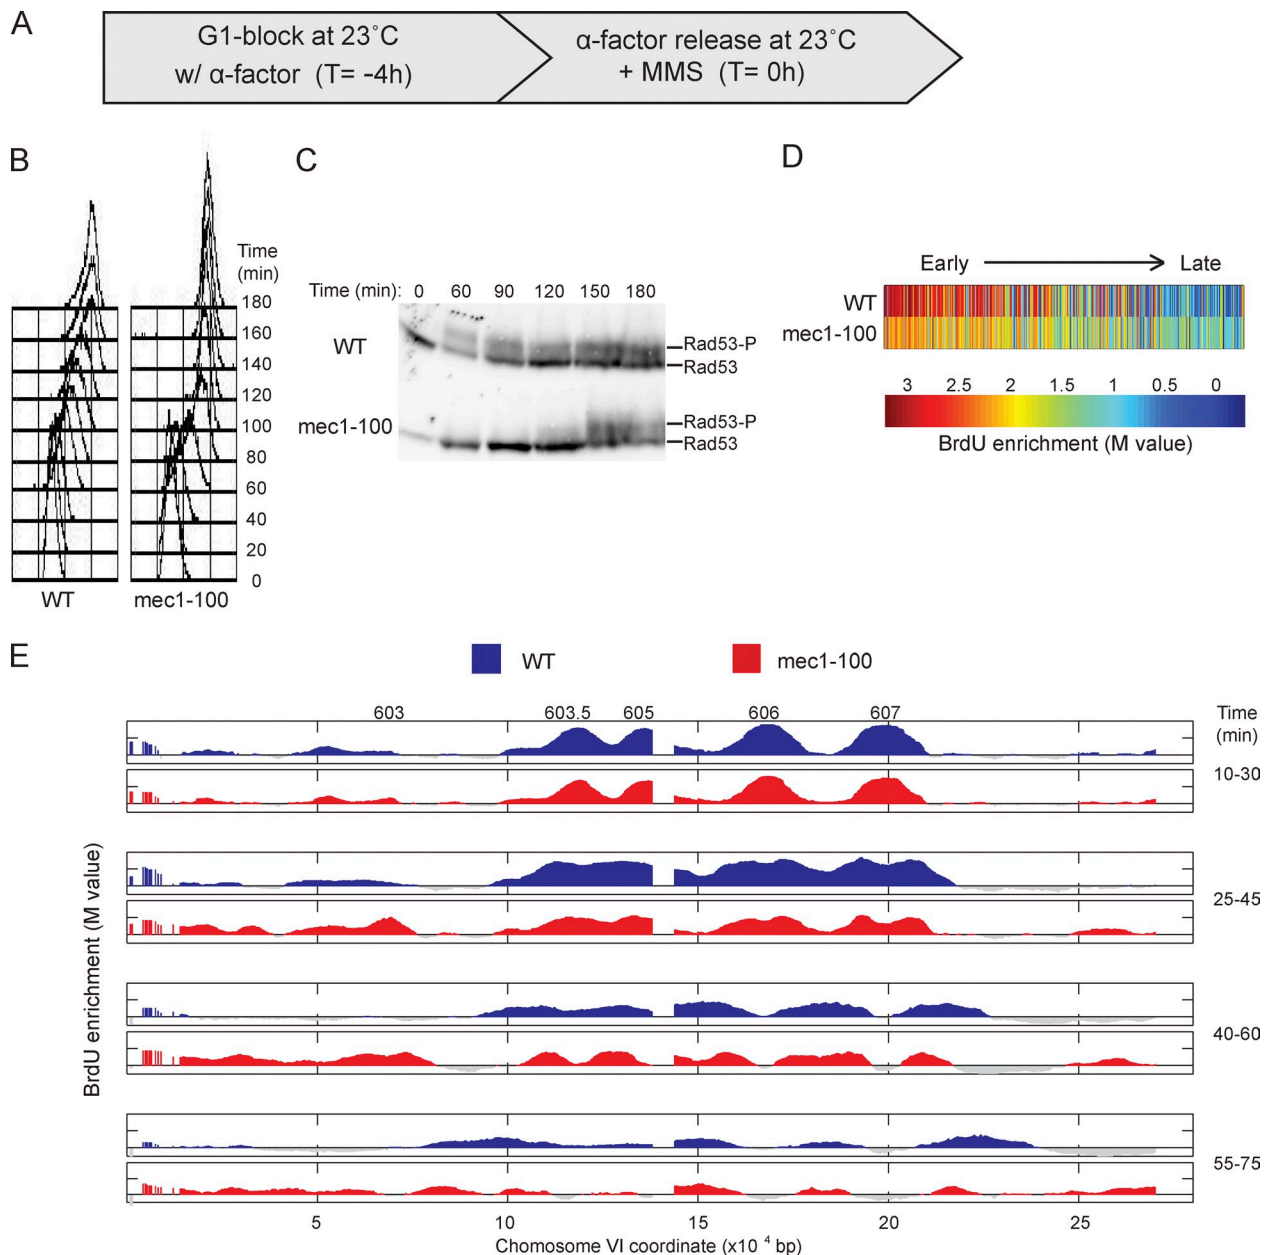 A
G1-block at 23˚C
w/ α-factor (T= -4h)
α-factor release at 23˚C
+ MMS (T= 0h)
B
Time
(min)
180
160
140
120
100
80
60
40
20
0
WT
mec1-100
C
Time (min): 0 60 90 120 150 180
WT
Rad53-P
Rad53
mec1-100
Rad53-P
Rad53
D
Early
Late
WT
mec1-100
3 2.5 2 1.5 1 0.5 0
BrdU enrichment (M value)
E
WT
mec1-100
603 603.5 605 606 607
Time
(min)
10-30
25-45
40-60
55-75
BrdU enrichment (M value)
5 10 15 20 25
Chromosome VI coordinate (x10 4 bp)